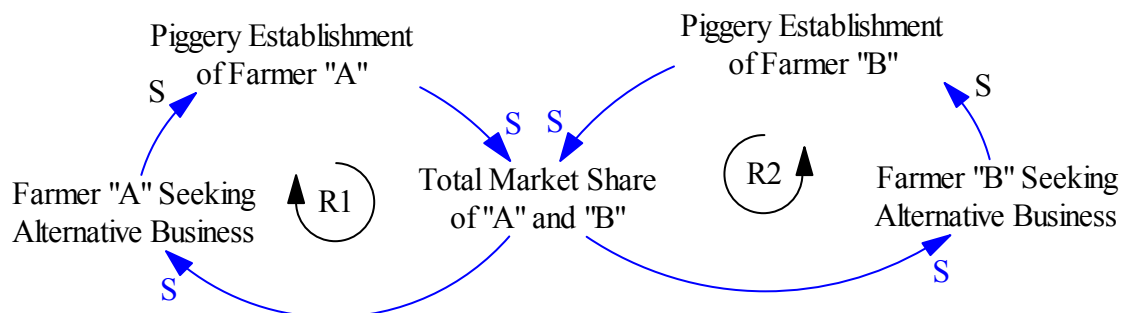 Piggery Establishment
of Farmer "A"
Piggery Establishment
of Farmer "B"
S
S
S
S
Farmer "A" Seeking
Alternative Business
R1
Total Market Share
of "A" and "B"
R2
Farmer "B" Seeking
Alternative Business
S
S